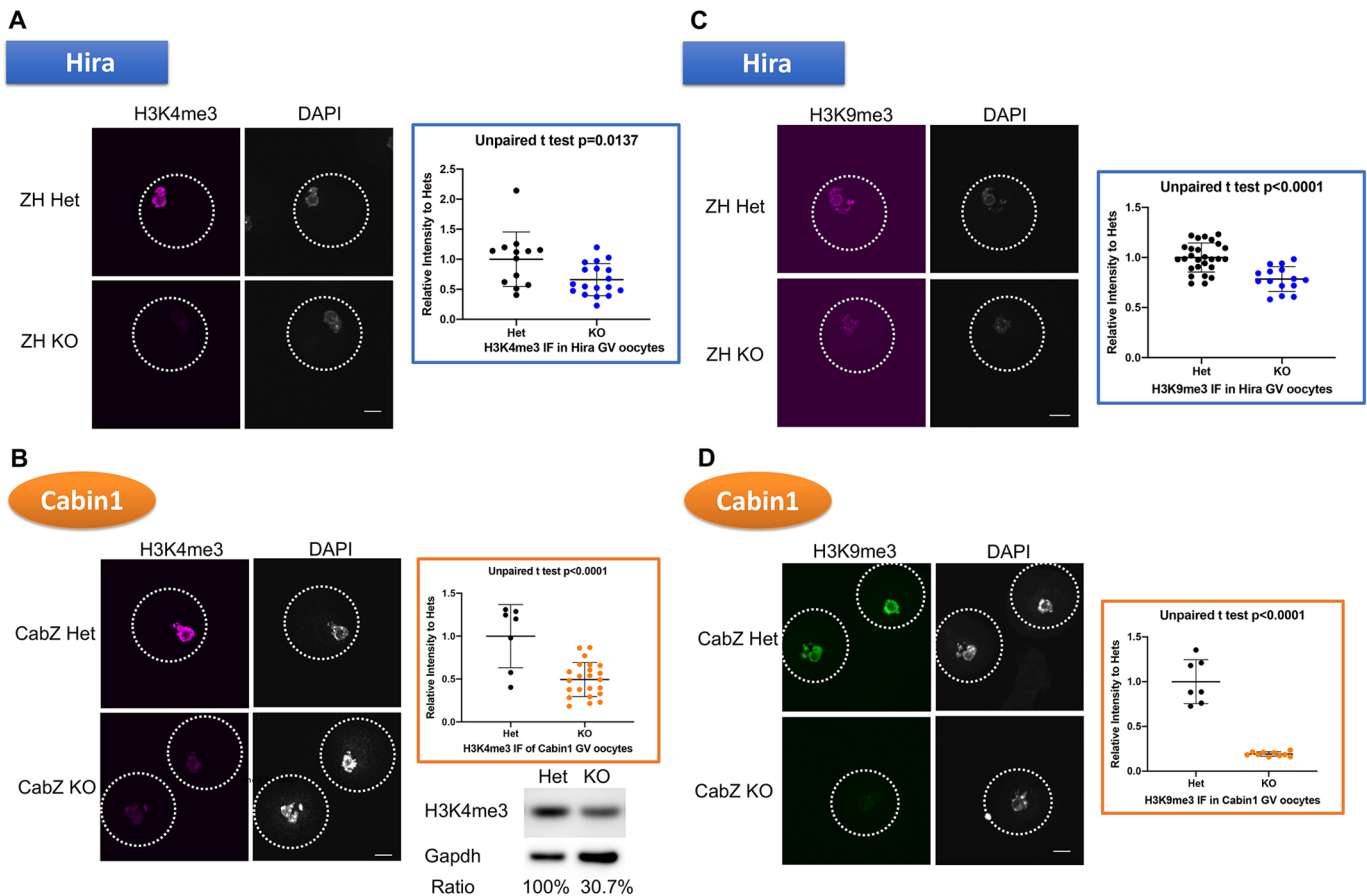 A
Hira
H3K4me3 DAPI
ZH Het
ZH KO
Unpaired t test p=0.0137
Relative Intensity to Hets
2.5
2.0
1.5
1.0
0.5
0.0
Het KO
H3K4me3 IF in Hira GV oocytes
C
Hira
H3K9me3 DAPI
ZH Het
ZH KO
Unpaired t test p<0.0001
Relative Intensity to Hets
1.5
1.0
0.5
0.0
Het KO
H3K9me3 IF in Hira GV oocytes
B
Cabin1
H3K4me3 DAPI
CabZ Het
CabZ KO
Unpaired t test p<0.0001
Relative Intensity to Hets
1.5
1.0
0.5
0.0
Het KO
H3K4me3 IF of Cabin1 GV oocytes
Het KO
H3K4me3
Gapdh
Ratio 100% 30.7%
D
Cabin1
H3K9me3 DAPI
CabZ Het
CabZ KO
Unpaired t test p<0.0001
Relative Intensity to Hets
1.5
1.0
0.5
0.0
Het KO
H3K9me3 IF in Cabin1 GV oocytes